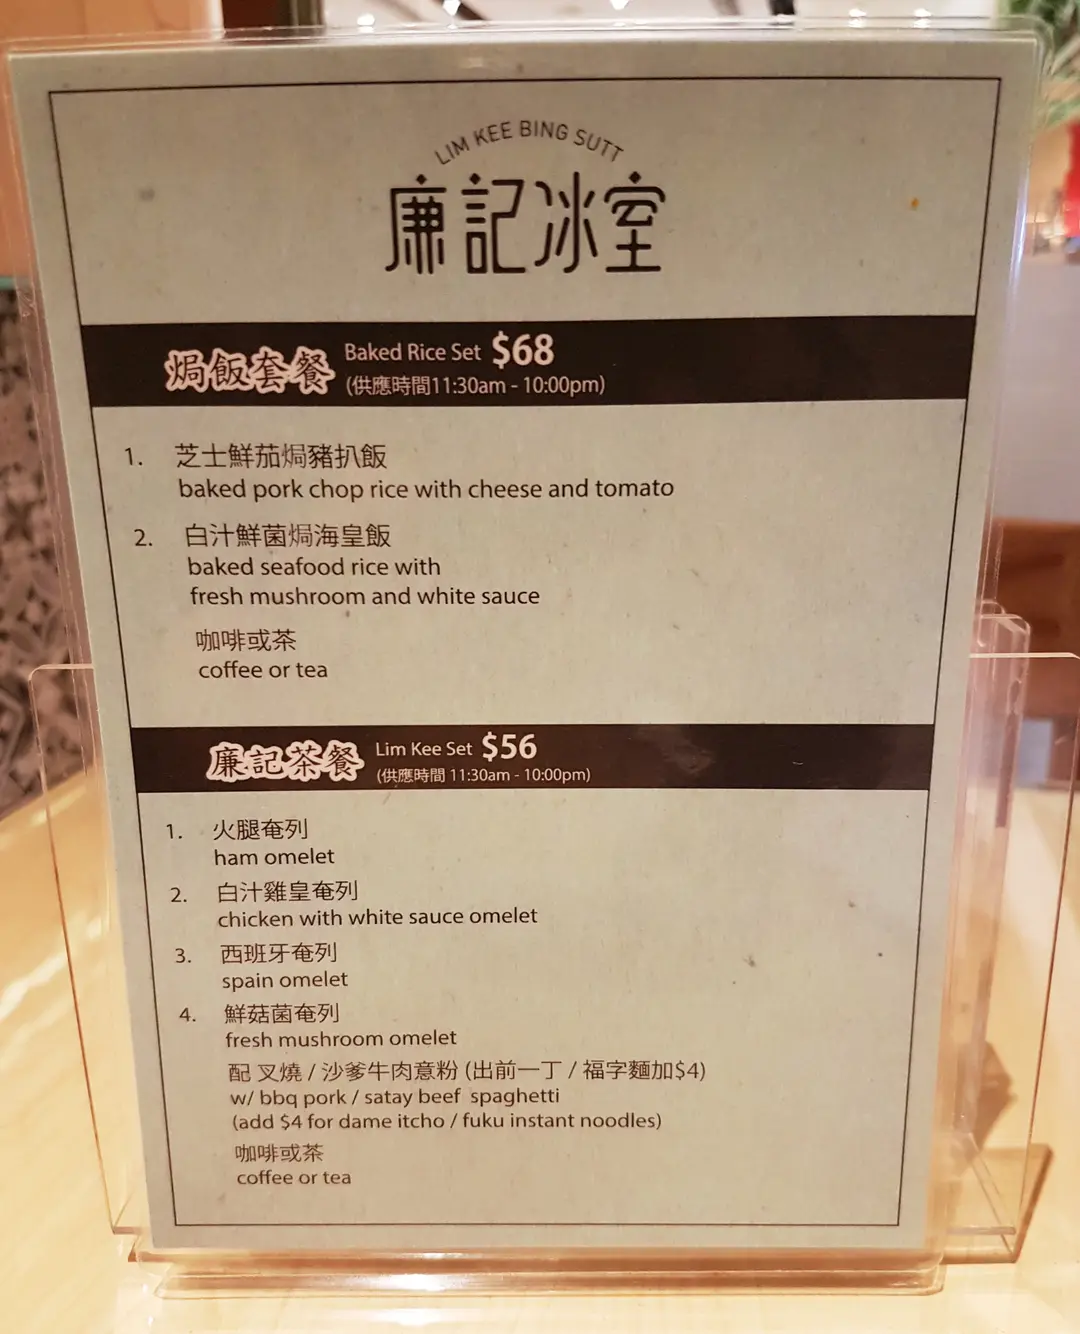 LIM KEE BING SUTT
廉記冰室
焗飯套餐 Baked Rice Set $68
(供應時間11:30am - 10:00pm)
1. 芝士鮮茄焗豬扒飯
baked pork chop rice with cheese and tomato
2. 白汁鮮菌焗海皇飯
baked seafood rice with
fresh mushroom and white sauce
咖啡或茶
coffee or tea
廉記茶餐 Lim Kee Set $56
(供應時間 11:30am - 10:00pm)
1. 火腿奄列
ham omelet
2. 白汁雞皇奄列
chicken with white sauce omelet
3. 西班牙奄列
spain omelet
4. 鮮菇菌奄列
fresh mushroom omelet
配 叉燒 / 沙爹牛肉意粉 (出前一丁 / 福字麵加$4)
w/ bbq pork / satay beef spaghetti
(add $4 for dame itcho / fuku instant noodles)
咖啡或茶
coffee or tea